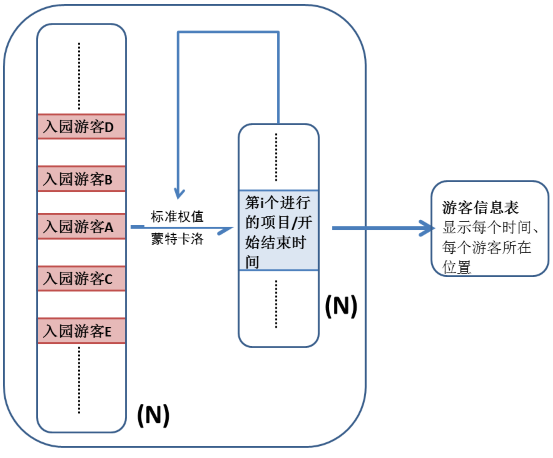 入园游客D
入园游客B
入园游客A
入园游客C
入园游客E
(N)
标准权值
蒙特卡洛
第i个进行
的项目/开
始结束时
间
(N)
游客信息表
显示每个时间、
每个游客所在
位置